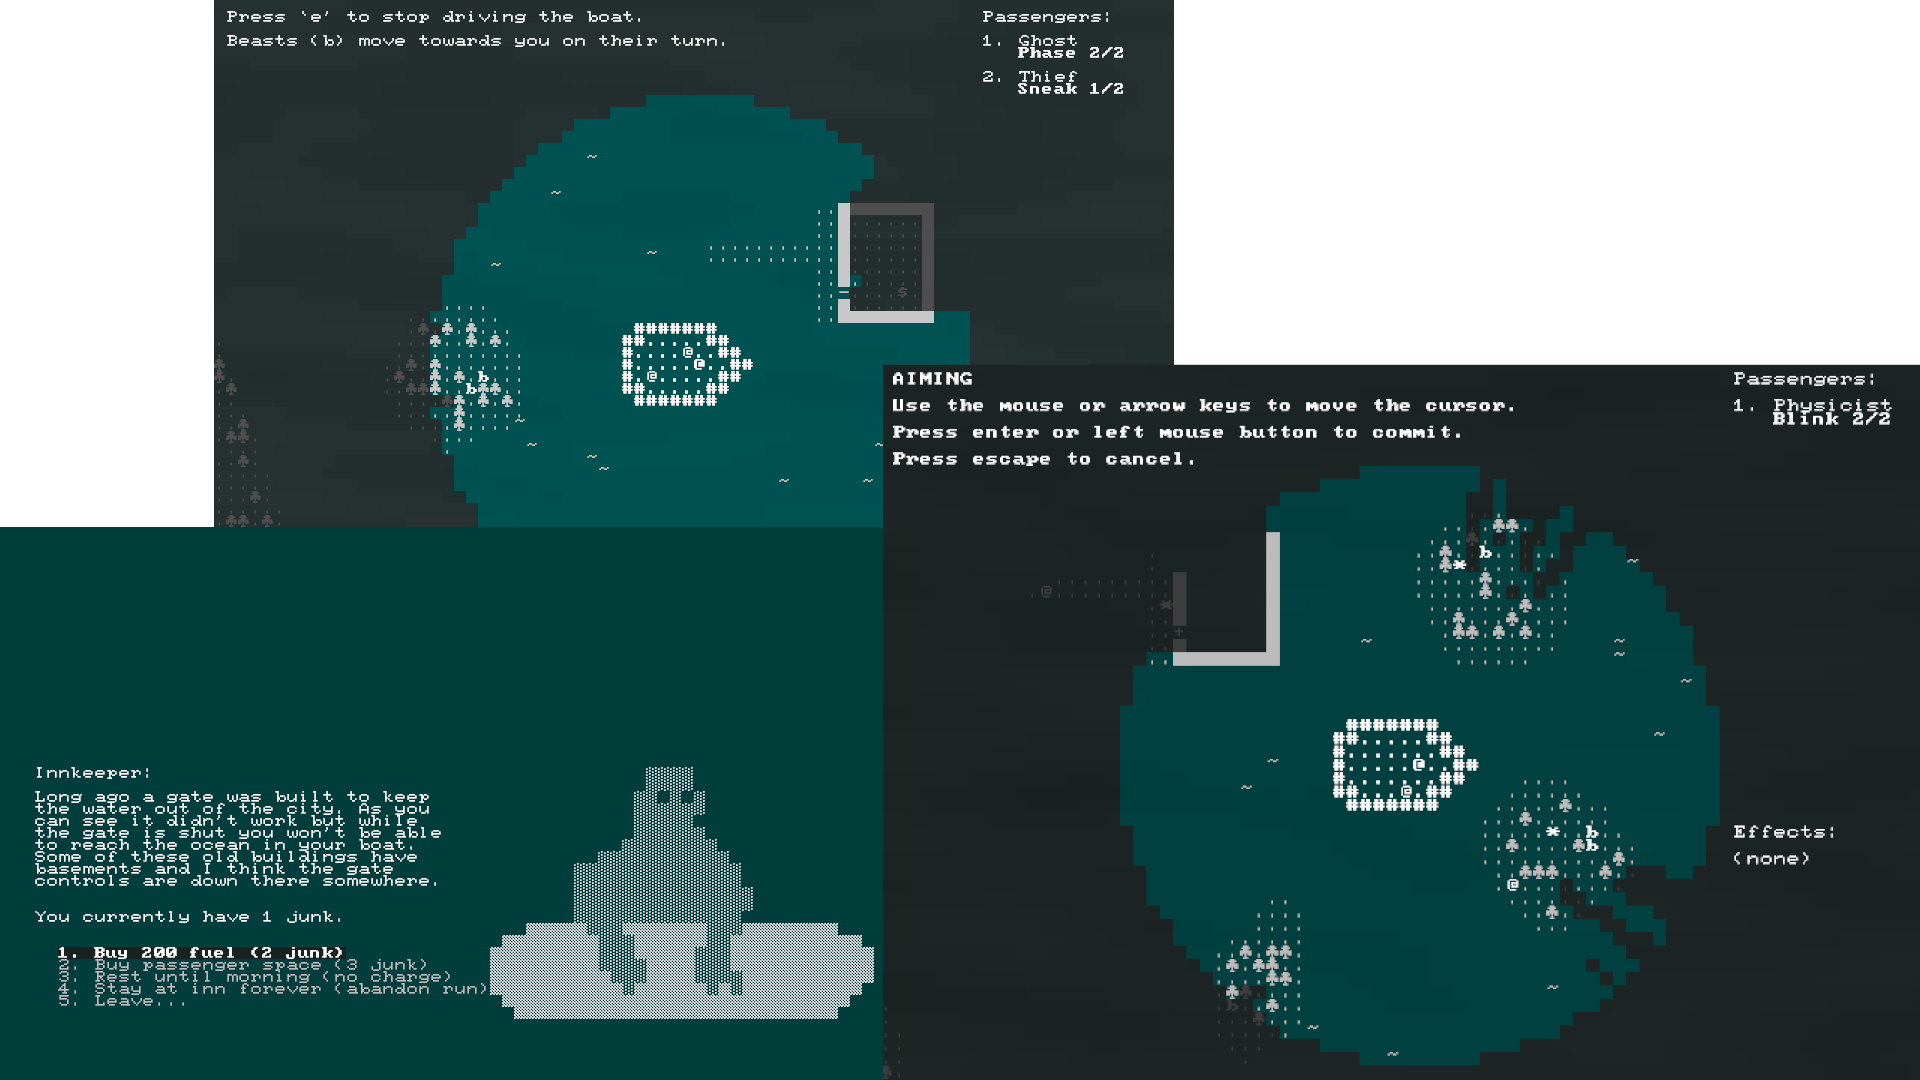 Press `e' to stop driving the boat.
Beasts (b) move towards you on their turn.
Passengers:
1. Ghost
Phase 2/2
2. Thief
Sneak 1/2
AIMING
Use the mouse or arrow keys to move the cursor.
Press enter or left mouse button to commit.
Press escape to cancel.
Passengers:
1. Physicist
Blink 2/2
Effects:
(none)
Innkeeper:
Long ago a gate was built to keep
the water out of the city. As you
can see it didn't work but while
the gate is shut you won't be able
to reach the ocean in your boat.
Some of these old buildings have
basements and I think the gate
controls are down there somewhere.
You currently have 1 junk.
1. Buy 200 fuel (2 junk)
2. Buy passenger space (3 junk)
3. Rest until morning (no charge)
4. Stay at inn forever (abandon run)
5. Leave...